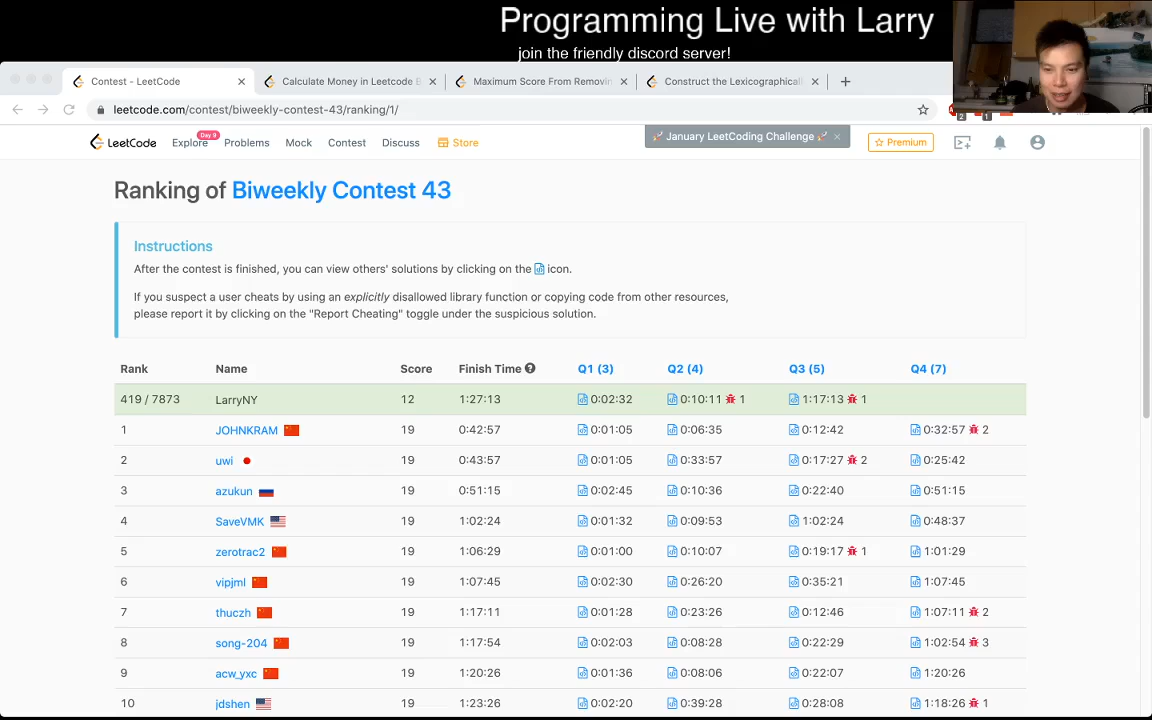 Programming Live with Larry
join the friendly discord server!
Contest - LeetCode
Calculate Money in Leetcode B
Maximum Score From Removin
Construct the Lexicographicall
leetcode.com/contest/biweekly-contest-43/ranking/1/
2
1
LeetCode
Explore
Day 9
Problems
Mock
Contest
Discuss
Store
January LeetCoding Challenge
Premium
Ranking of Biweekly Contest 43
Instructions
After the contest is finished, you can view others' solutions by clicking on the icon.
If you suspect a user cheats by using an explicitly disallowed library function or copying code from other resources,
please report it by clicking on the "Report Cheating" toggle under the suspicious solution.
Rank Name Score Finish Time Q1 (3) Q2 (4) Q3 (5) Q4 (7)
419 / 7873 LarryNY 12 1:27:13 0:02:32 0:10:11 1 1:17:13 1
1 JOHNKRAM 19 0:42:57 0:01:05 0:06:35 0:12:42 0:32:57 2
2 uwi 19 0:43:57 0:01:05 0:33:57 0:17:27 2 0:25:42
3 azukun 19 0:51:15 0:02:45 0:10:36 0:22:40 0:51:15
4 SaveVMK 19 1:02:24 0:01:32 0:09:53 1:02:24 0:48:37
5 zerotrac2 19 1:06:29 0:01:00 0:10:07 0:19:17 1 1:01:29
6 vipjml 19 1:07:45 0:02:30 0:26:20 0:35:21 1:07:45
7 thuczh 19 1:17:11 0:01:28 0:23:26 0:12:46 1:07:11 2
8 song-204 19 1:17:54 0:02:03 0:08:28 0:22:29 1:02:54 3
9 acw_yxc 19 1:20:26 0:01:36 0:08:06 0:22:07 1:20:26
10 jdshen 19 1:23:26 0:02:20 0:39:28 0:28:08 1:18:26 1